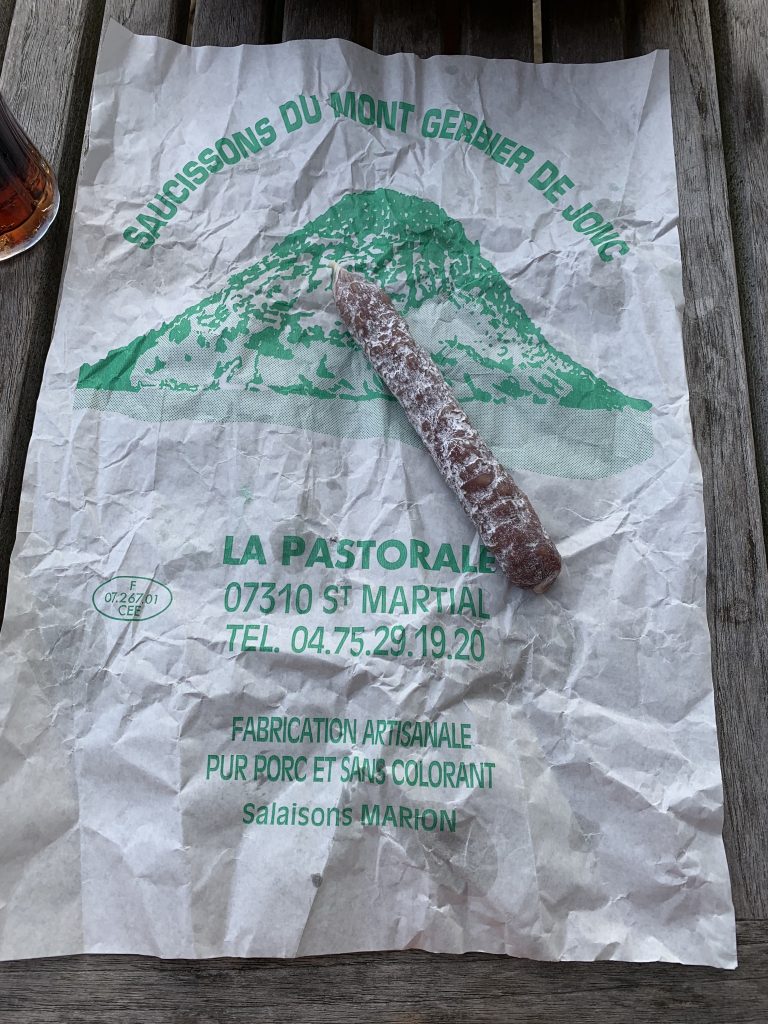 SAUCISSONS DU MONT GERBIER DE JONC
LA PASTORALE
07310 ST MARTIAL
TEL. 04.75.29.19.20
F
07.267.01
CEE
FABRICATION ARTISANALE
PUR PORC ET SANS COLORANT
salaisons MARION